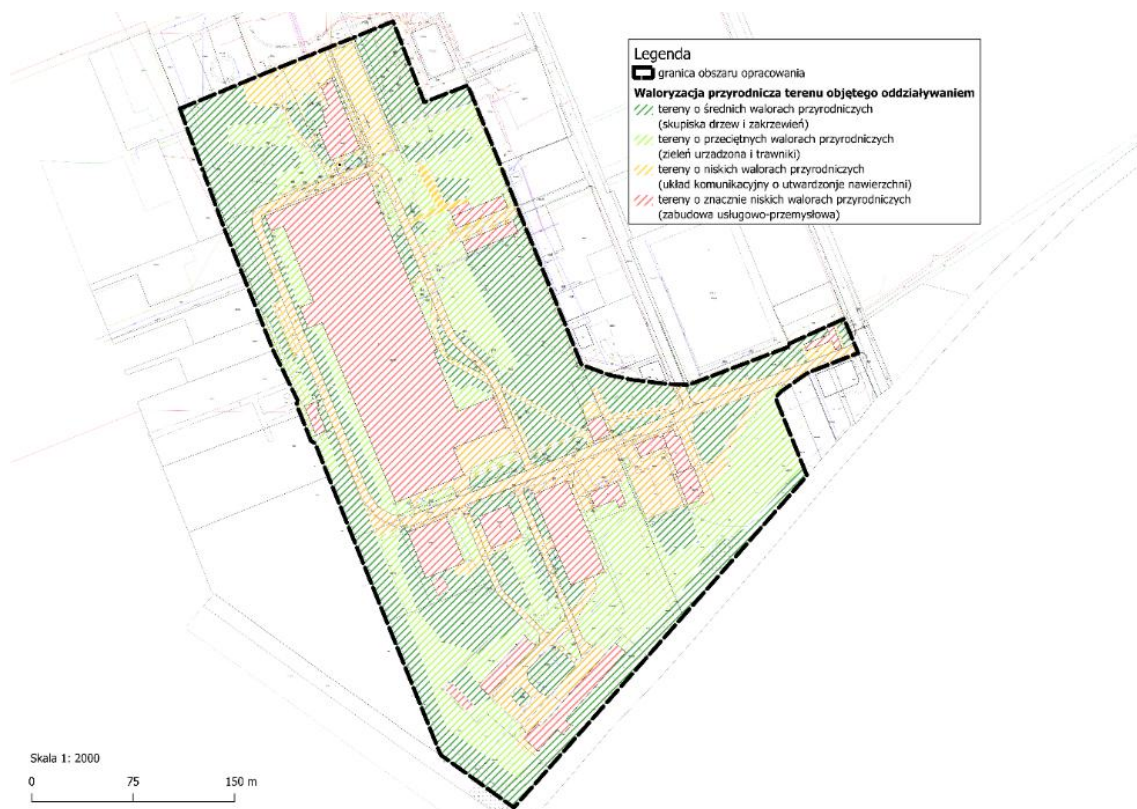 Legenda
granica obszaru opracowania
Waloryzacja przyrodnicza terenu objętego oddziaływaniem
tereny o średnich walorach przyrodniczych
(skupiska drzew i zakrzewień)
tereny o przeciętnych walorach przyrodniczych
(zieleń urzadzona i trawniki)
tereny o niskich walorach przyrodniczych
(układ komunikacyjny o utwardzonje nawierzchni)
tereny o znacznie niskich walorach przyrodniczych
(zabudowa usługowo-przemysłowa)
Skala 1: 2000
0 75 150 m